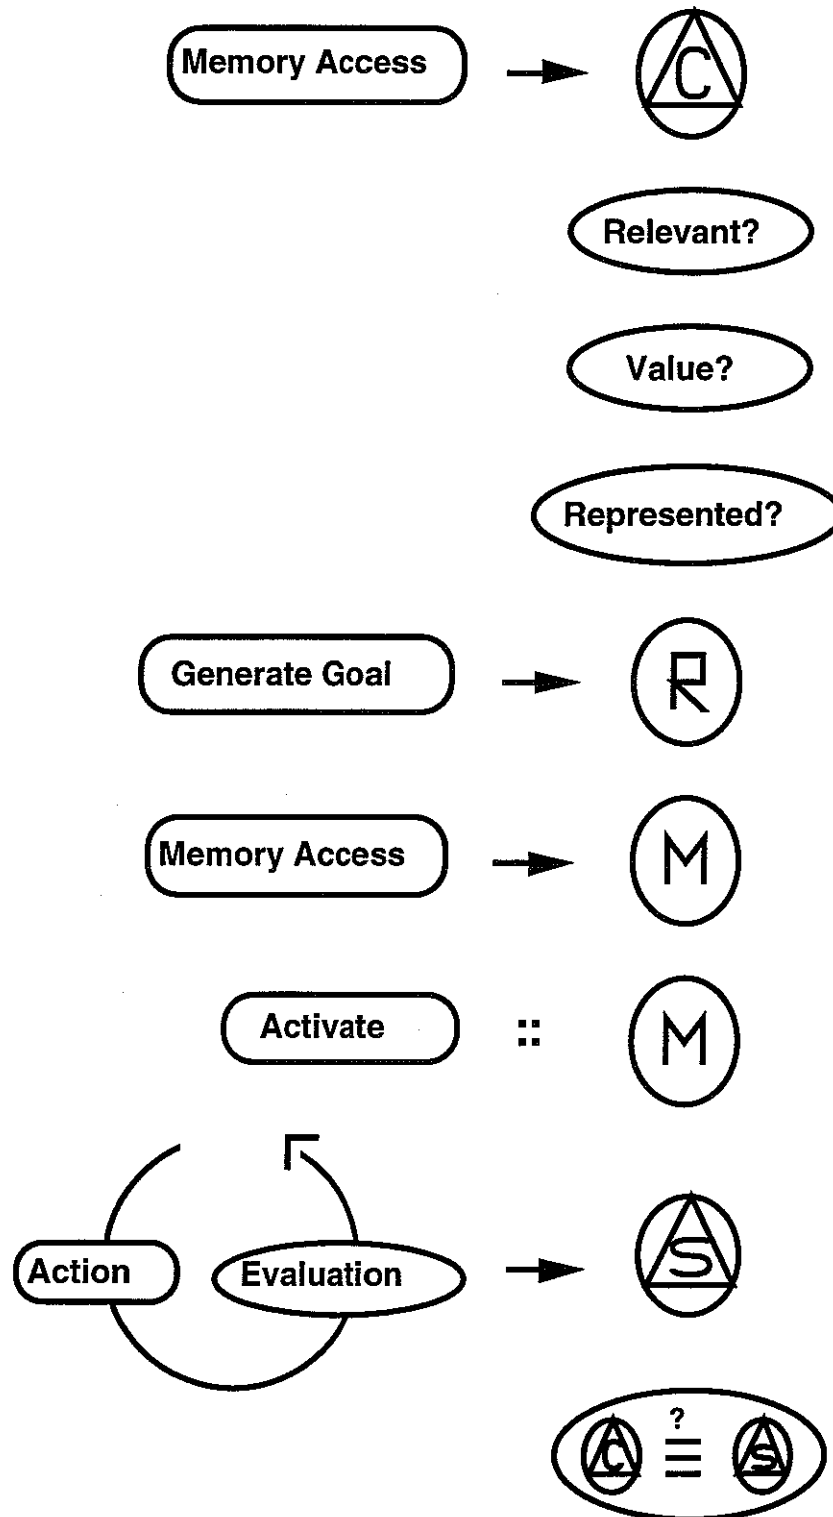 Memory Access → C
Relevant?
Value?
Represented?
Generate Goal → R
Memory Access → M
Activate :: M
Action Evaluation → S
?
C ≡ S